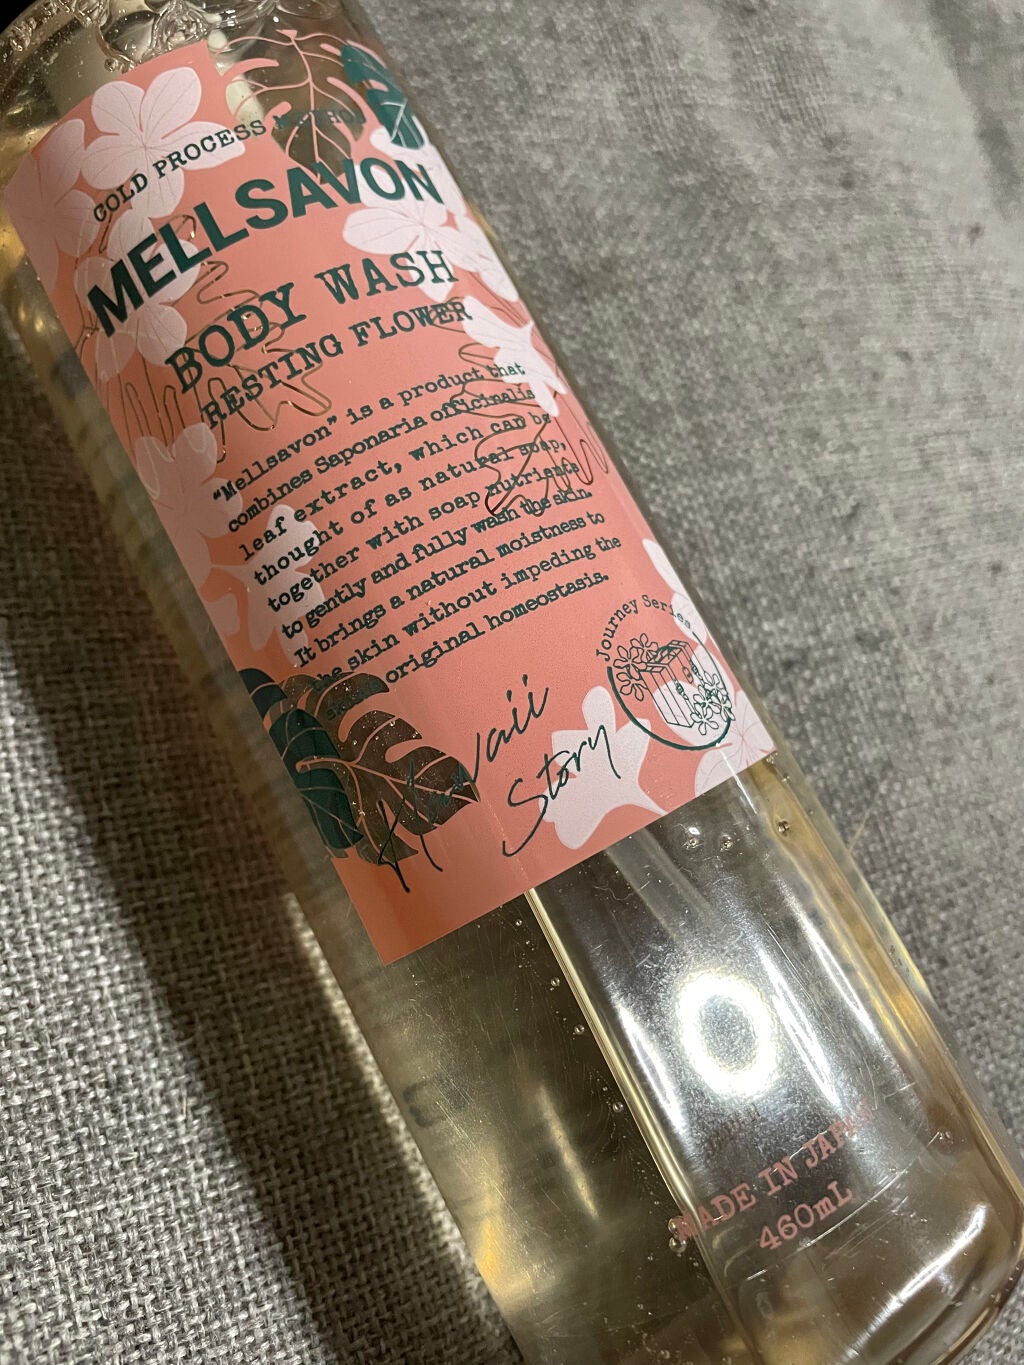 COLD PROCESS
MELLSAVON
BODY WASH
RESTING FLOWER
"Mellsavon" is a product that
combines Saponaria officinalis
leaf extract, which can be
thought of as natural soap,
together with soap nutrients
to gently and fully wash the skin.
It brings a natural moistness to
the skin without impeding the
original homeostasis.
Hawaii
Story
Journey Series
MADE IN JAPAN
460mL